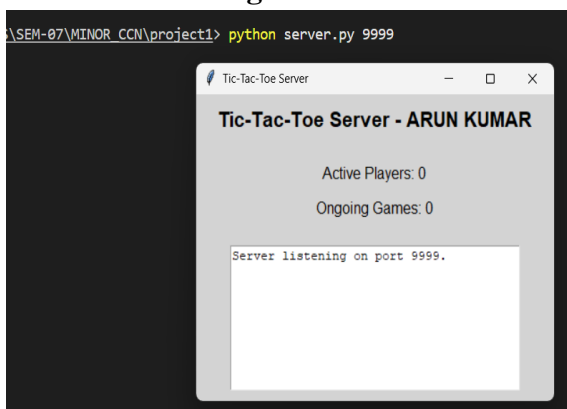 \SEM-07\MINOR_CCN\project1> python server.py 9999
Tic-Tac-Toe Server
Tic-Tac-Toe Server - ARUN KUMAR
Active Players: 0
Ongoing Games: 0
Server listening on port 9999.